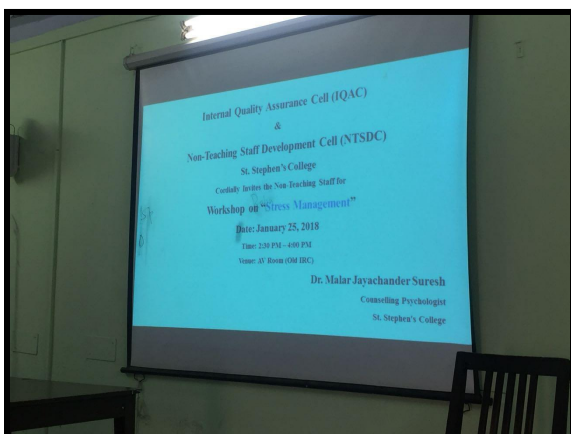 Internal Quality Assurance Cell (IQAC)
&
Non-Teaching Staff Development Cell (NTSDC)
St. Stephen's College
Cordially Invites the Non-Teaching Staff for
Workshop on “Stress Management”
Date: January 25, 2018
Time: 2:30 PM – 4:00 PM
Venue: AV Room (Old IRC)
Dr. Malar Jayachander Suresh
Counselling Psychologist
St. Stephen's College